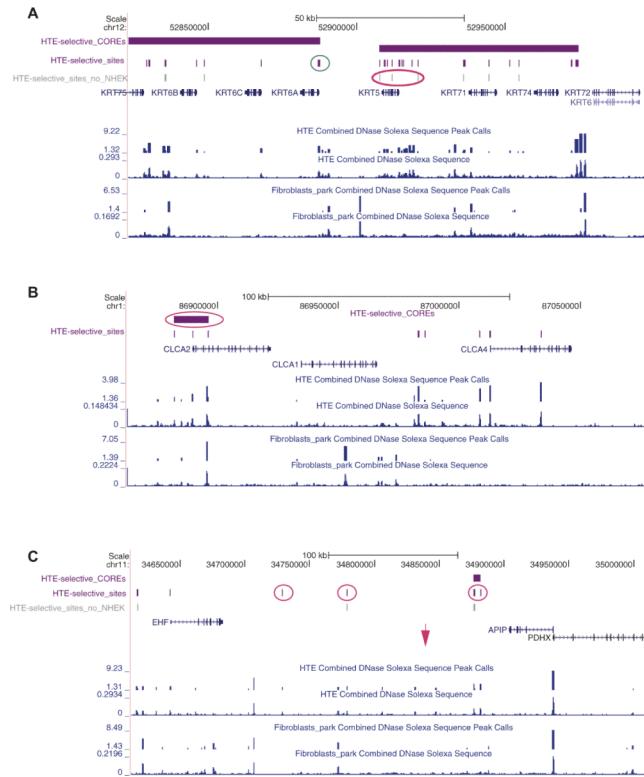 A
Scale
50 kb
chr12:
52850000
52900000
52950000
HTE-selective_COREs
HTE-selective_sites
HTE-selective_sites_no_NHEK
KRT75
KRT6B
KRT6C
KRT6A
KRT5
KRT71
KRT74
KRT72
KRT6
HTE Combined DNase Solexa Sequence Peak Calls
9.22
1.32
HTE Combined DNase Solexa Sequence
0.293
0
Fibroblasts_park Combined DNase Solexa Sequence Peak Calls
6.53
1.4
Fibroblasts_park Combined DNase Solexa Sequence
0.1692
0
B
Scale
100 kb
chr1:
86900000
86950000
87000000
87050000
HTE-selective_COREs
HTE-selective_sites
CLCA2
CLCA1
CLCA4
HTE Combined DNase Solexa Sequence Peak Calls
3.98
1.36
HTE Combined DNase Solexa Sequence
0.148434
0
Fibroblasts_park Combined DNase Solexa Sequence Peak Calls
7.05
1.39
Fibroblasts_park Combined DNase Solexa Sequence
0.2224
0
C
Scale
100 kb
chr11:
34650000
34700000
34750000
34800000
34850000
34900000
34950000
35000000
HTE-selective_COREs
HTE-selective_sites
HTE-selective_sites_no_NHEK
EHF
APIP
PDHX
HTE Combined DNase Solexa Sequence Peak Calls
9.23
1.31
HTE Combined DNase Solexa Sequence
0.2934
0
Fibroblasts_park Combined DNase Solexa Sequence Peak Calls
8.49
1.43
Fibroblasts_park Combined DNase Solexa Sequence
0.2196
0